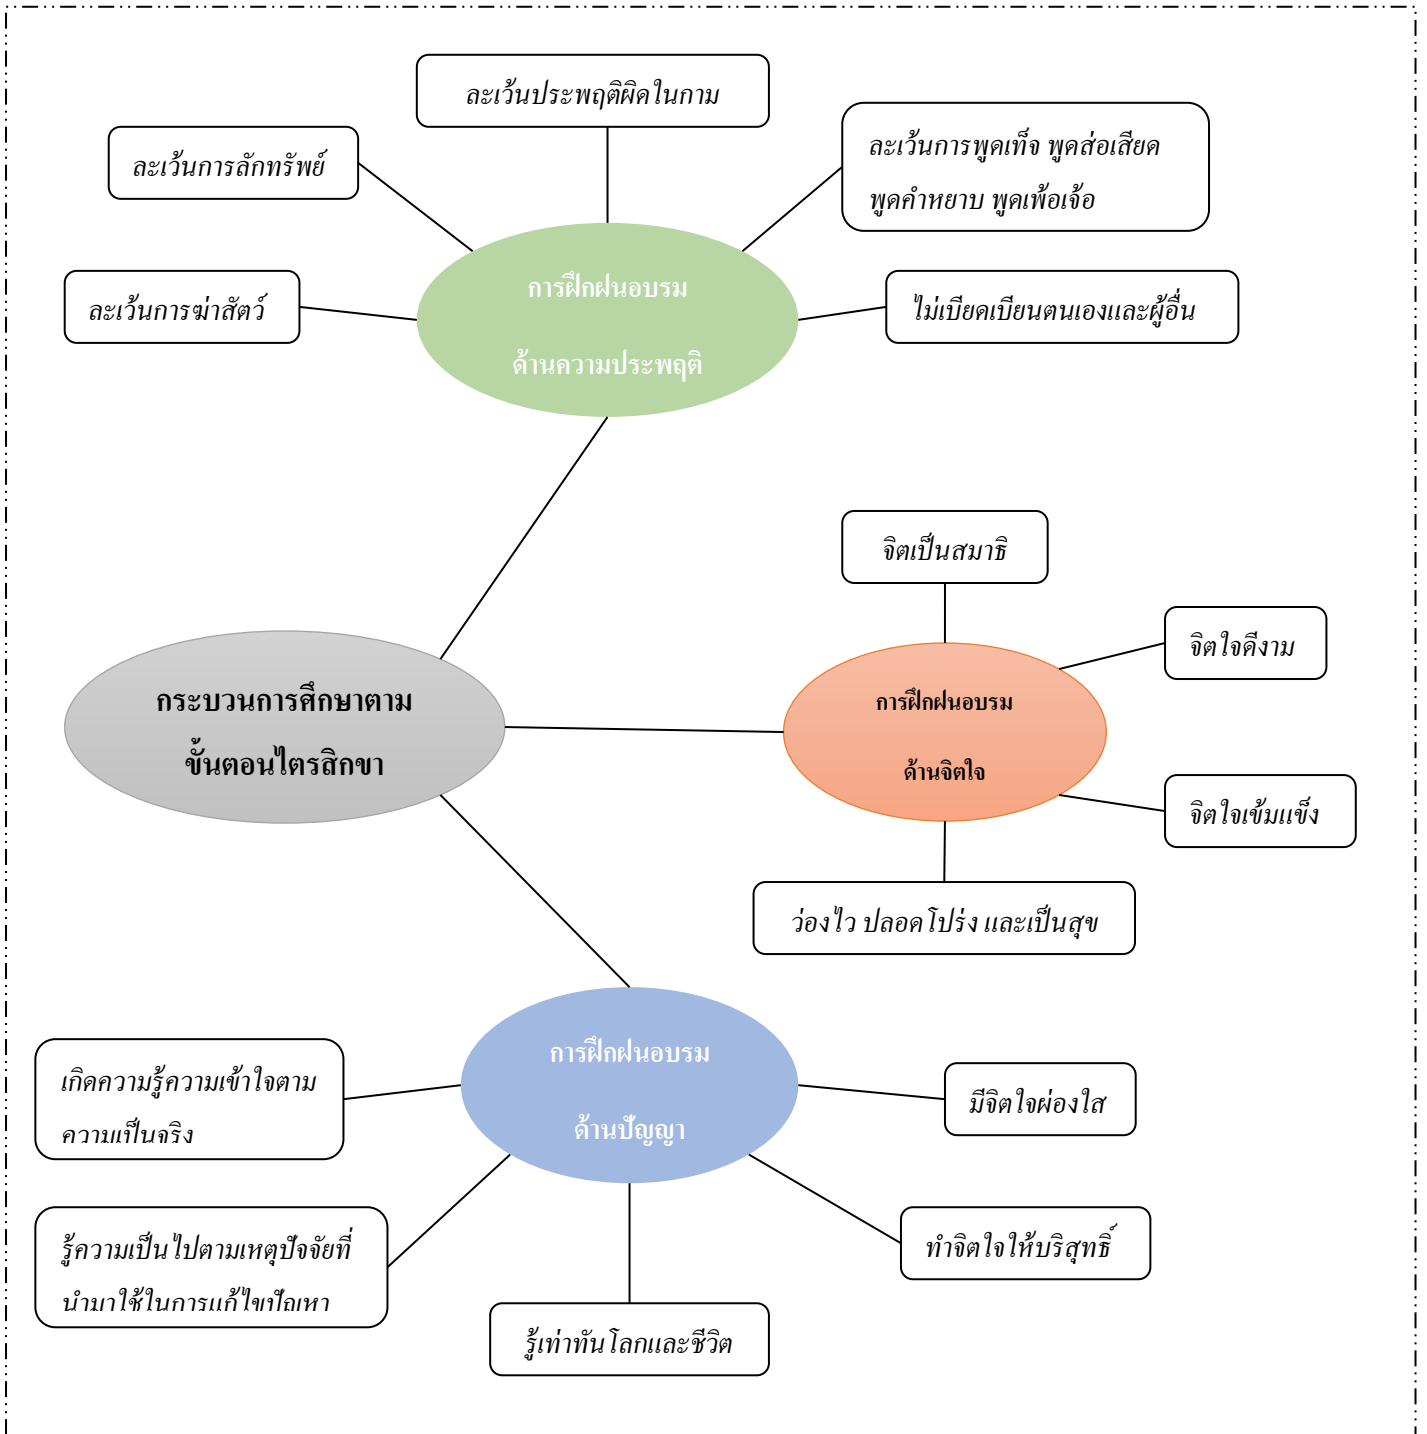 ละเว้นประพฤติผิดในกาม
ละเว้นการลักทรัพย์
ละเว้นการพูดเท็จ พูดส่อเสียด
พูดคำหยาบ พูดเพ้อเจ้อ
ละเว้นการฆ่าสัตว์
การฝึกฝนอบรม
ด้านความประพฤติ
ไม่เบียดเบียนตนเองและผู้อื่น
จิตเป็นสมาธิ
จิตใจดีงาม
กระบวนการศึกษาตาม
ขั้นตอนไตรสิกขา
การฝึกฝนอบรม
ด้านจิตใจ
จิตใจเข้มแข็ง
ว่องไว ปลอดโปร่ง และเป็นสุข
การฝึกฝนอบรม
ด้านปัญญา
เกิดความรู้ความเข้าใจตาม
ความเป็นจริง
มีจิตใจผ่องใส
รู้ความเป็นไปตามเหตุปัจจัยที่
นำมาใช้ในการแก้ไขปัญหา
ทำจิตใจให้บริสุทธิ์
รู้เท่าทันโลกและชีวิต